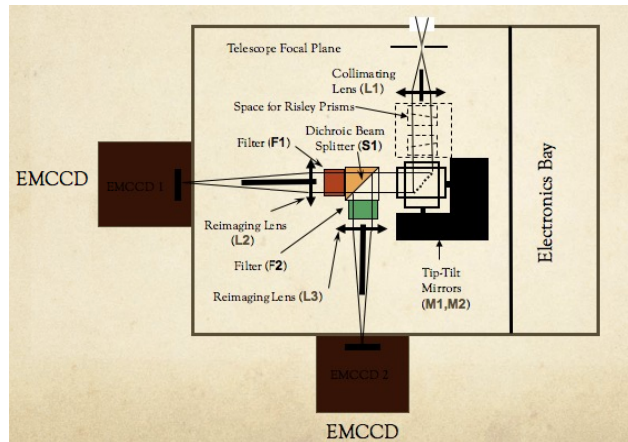 Telescope Focal Plane
Collimating
Lens (L1)
Space for Risley Prisms
Dichroic Beam
Splitter (S1)
Filter (F1)
EMCCD
EMCCD 1
Reimaging Lens
(L2)
Filter (F2)
Reimaging Lens (L3)
Tip-Tilt
Mirrors
(M1,M2)
Electronics Bay
EMCCD 2
EMCCD